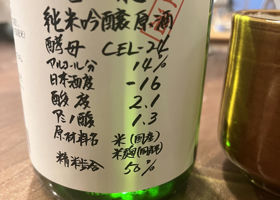 純米吟醸原酒
酵母 CEL-24
アルコール分 14%
日本酒度 -16
酸度 2.1
アミノ酸 1.3
原材料名 米(国産)
米麹(国産米)
精米歩合 50%